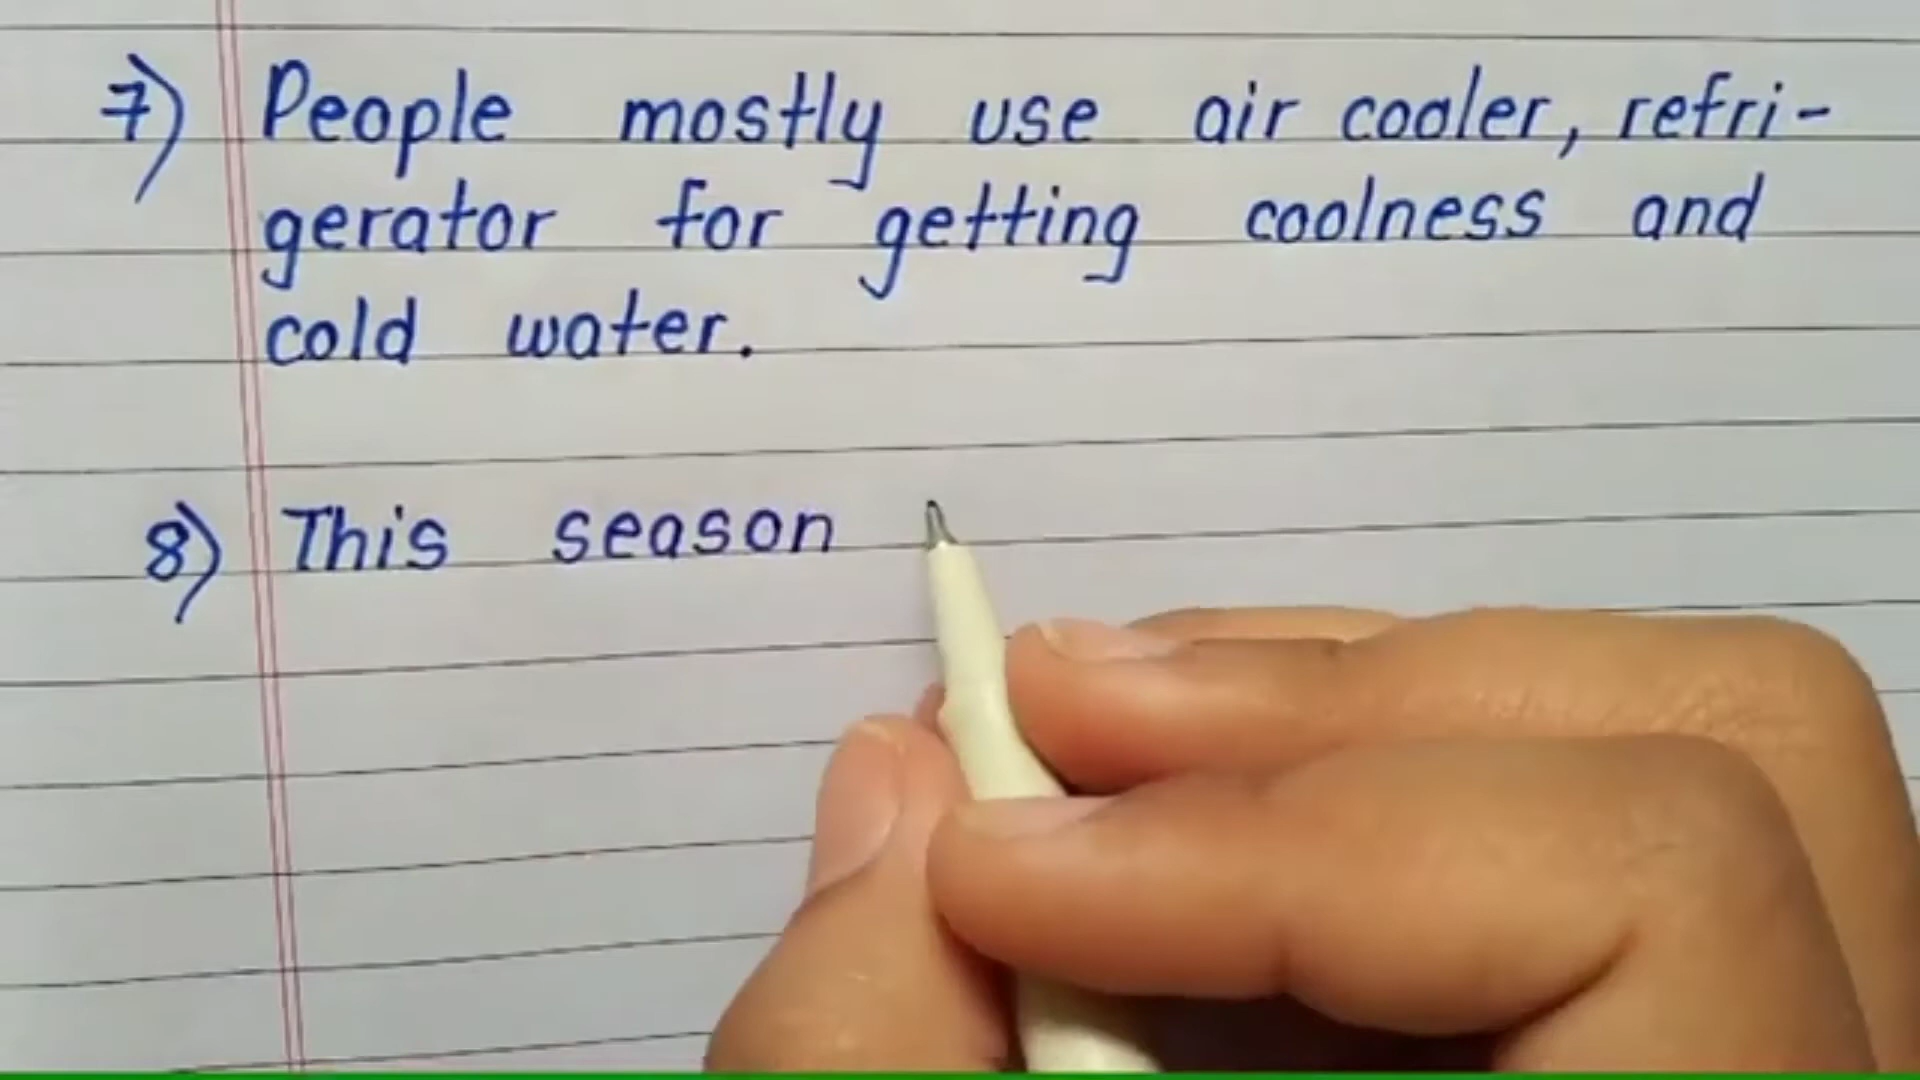 7) People mostly use air cooler, refri-
gerator for getting coolness and
cold water.
8) This season